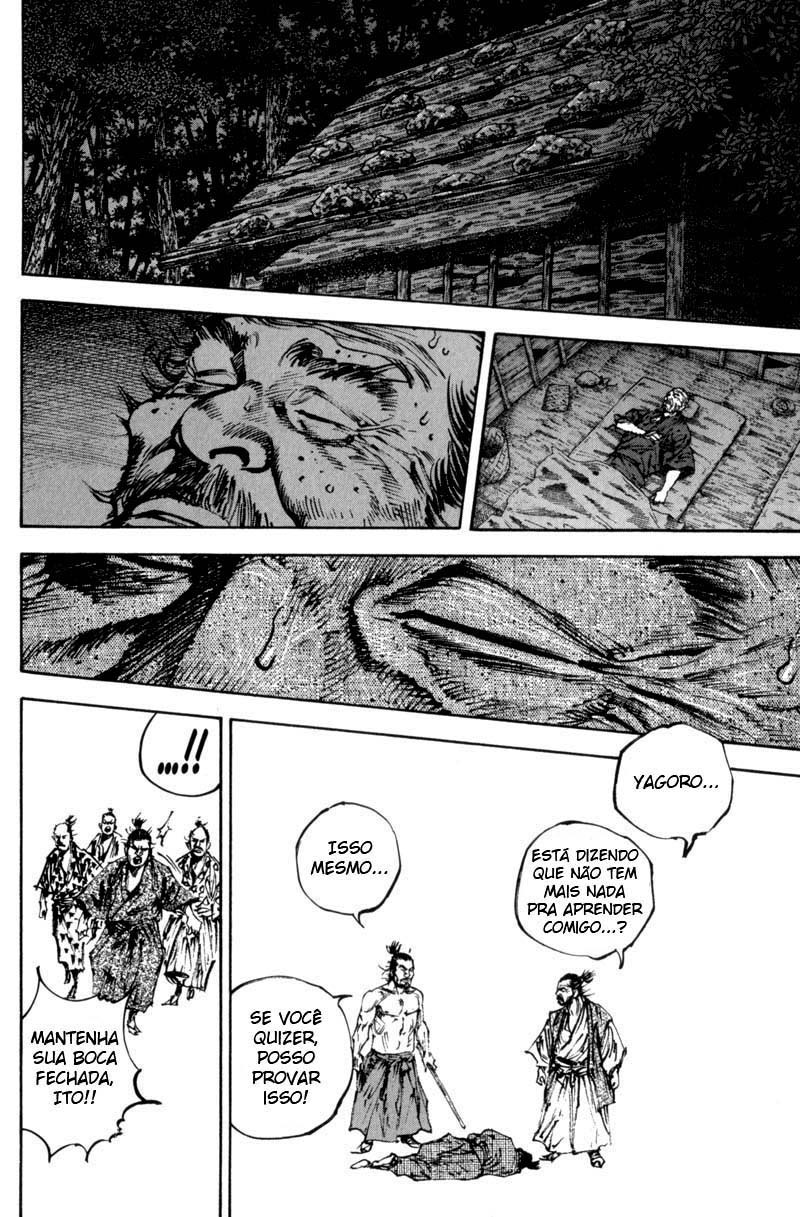 YAGORO...
ESTÁ DIZENDO
QUE NÃO TEM
MAIS NADA
PRA APRENDER
COMIGO...?
ISSO
MESMO...
SE VOCÊ
QUIZER,
POSSO
PROVAR
ISSO!
...!!
MANTENHA
SUA BOCA
FECHADA,
ITO!!